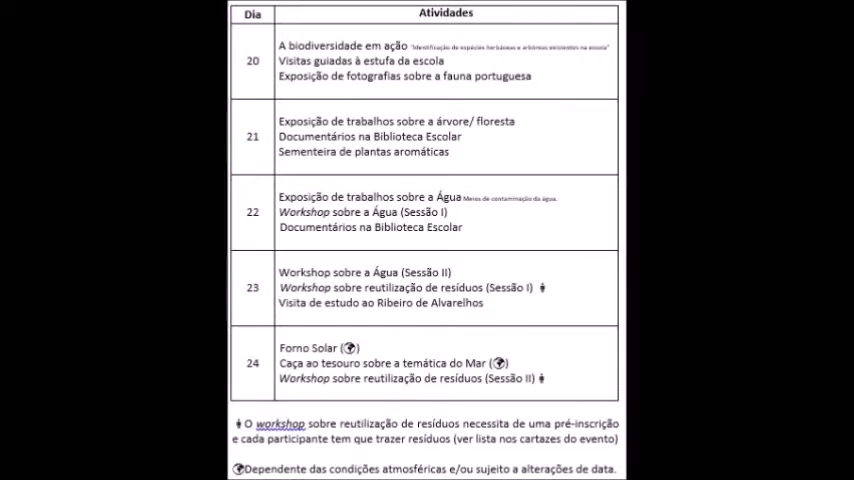 Dia Atividades
20
A biodiversidade em ação "Identificação de espécies herbáceas e arbóreas existentes na escola"
Visitas guiadas à estufa da escola
Exposição de fotografias sobre a fauna portuguesa
21
Exposição de trabalhos sobre a árvore/ floresta
Documentários na Biblioteca Escolar
Sementeira de plantas aromáticas
22
Exposição de trabalhos sobre a Água Meios de contaminação da água.
Workshop sobre a Água (Sessão I)
Documentários na Biblioteca Escolar
23
Workshop sobre a Água (Sessão II)
Workshop sobre reutilização de resíduos (Sessão I)
Visita de estudo ao Ribeiro de Alvarelhos
24
Forno Solar ()
Caça ao tesouro sobre a temática do Mar ()
Workshop sobre reutilização de resíduos (Sessão II)
O workshop sobre reutilização de resíduos necessita de uma pré-inscrição
e cada participante tem que trazer resíduos (ver lista nos cartazes do evento)
Dependente das condições atmosféricas e/ou sujeito a alterações de data.